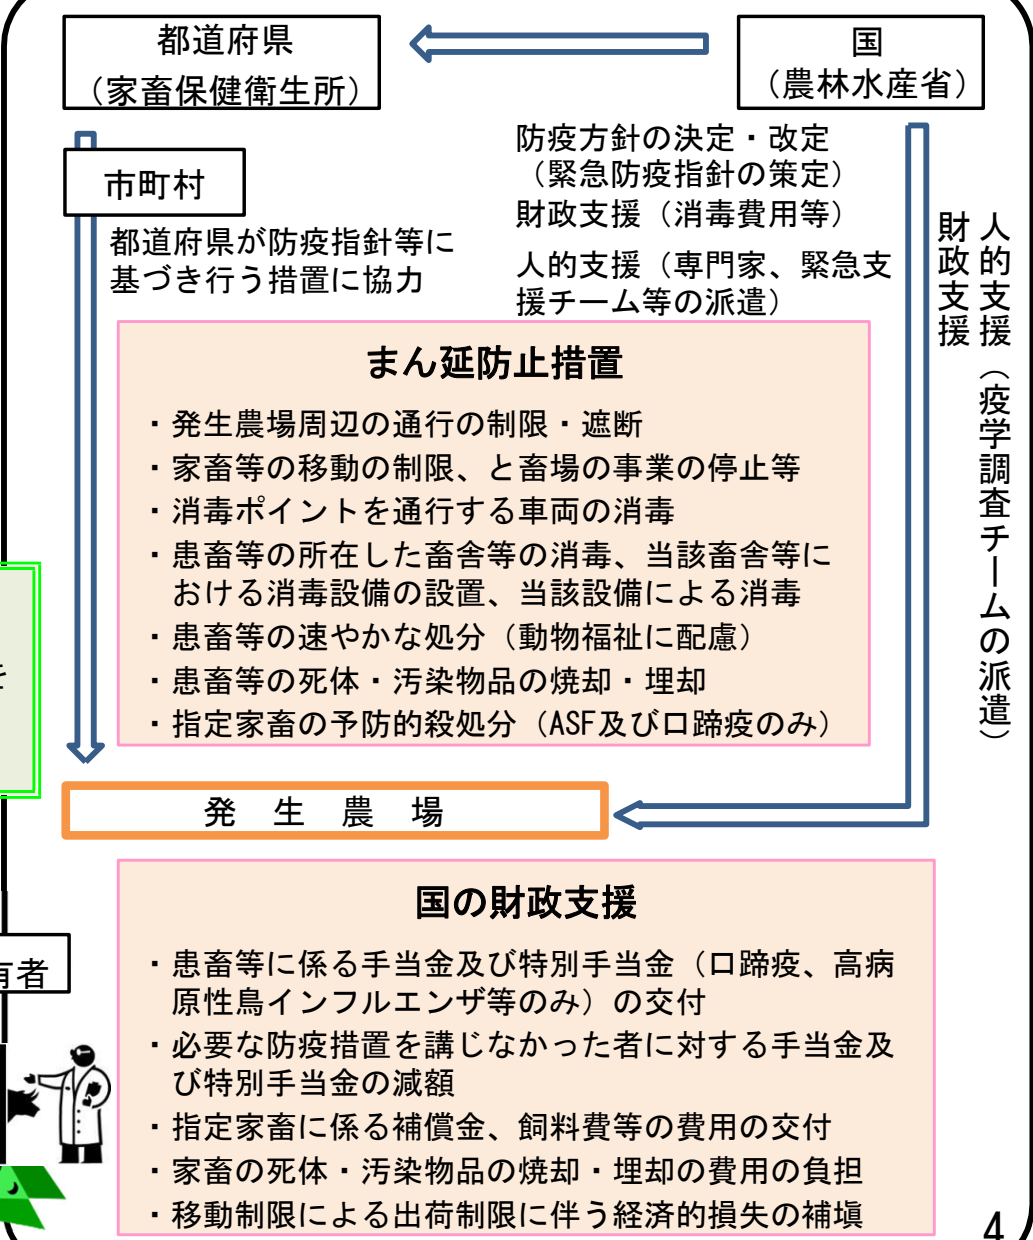 都道府県
（家畜保健衛生所）
国
（農林水産省）
市町村
都道府県が防疫指針等に
基づき行う措置に協力
防疫方針の決定・改定
（緊急防疫指針の策定）
財政支援（消毒費用等）
人的支援（専門家、緊急支
援チーム等の派遣）
人的支援（疫学調査チームの派遣）
財政支援
まん延防止措置
・発生農場周辺の通行の制限・遮断
・家畜等の移動の制限、と畜場の事業の停止等
・消毒ポイントを通行する車両の消毒
・患畜等の所在した畜舎等の消毒、当該畜舎等に
おける消毒設備の設置、当該設備による消毒
・患畜等の速やかな処分（動物福祉に配慮）
・患畜等の死体・汚染物品の焼却・埋却
・指定家畜の予防的殺処分（ASF及び口蹄疫のみ）
発 生 農 場
国の財政支援
・患畜等に係る手当金及び特別手当金（口蹄疫、高病
原性鳥インフルエンザ等のみ）の交付
・必要な防疫措置を講じなかった者に対する手当金及
び特別手当金の減額
・指定家畜に係る補償金、飼料費等の費用の交付
・家畜の死体・汚染物品の焼却・埋却の費用の負担
・移動制限による出荷制限に伴う経済的損失の補塡
有者
4